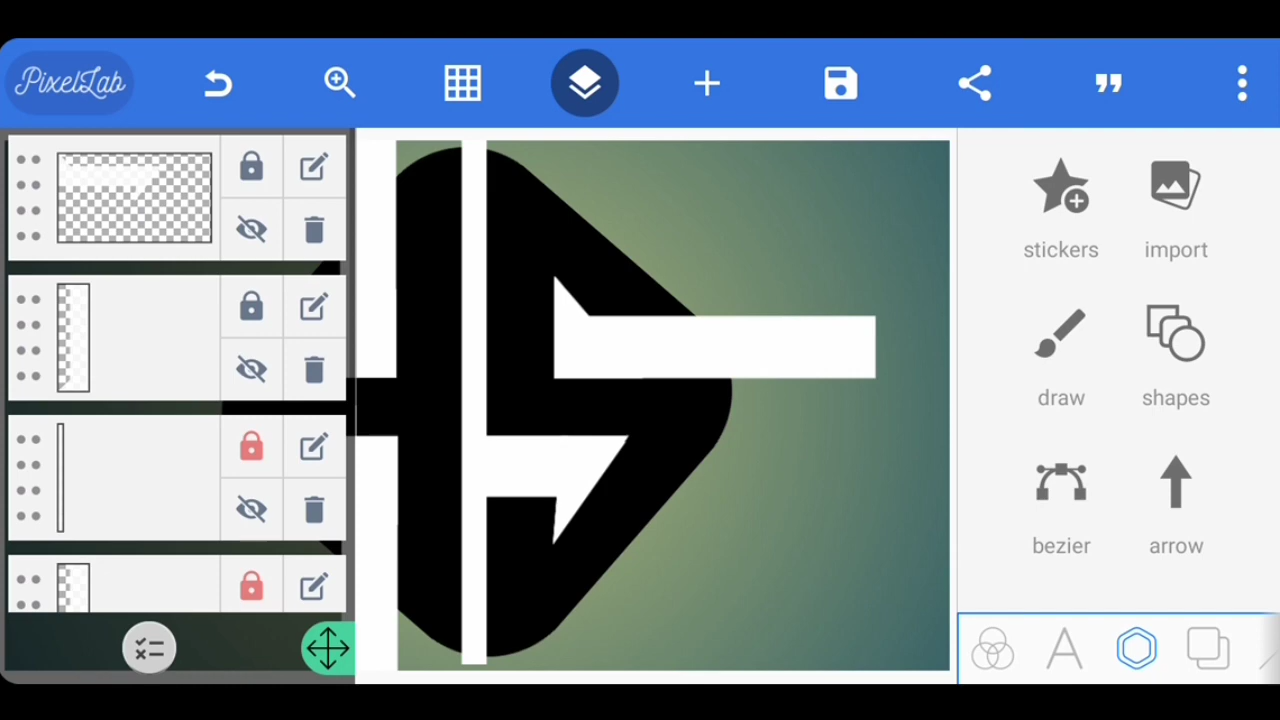 PixelLab
stickers
import
draw
shapes
bezier
arrow